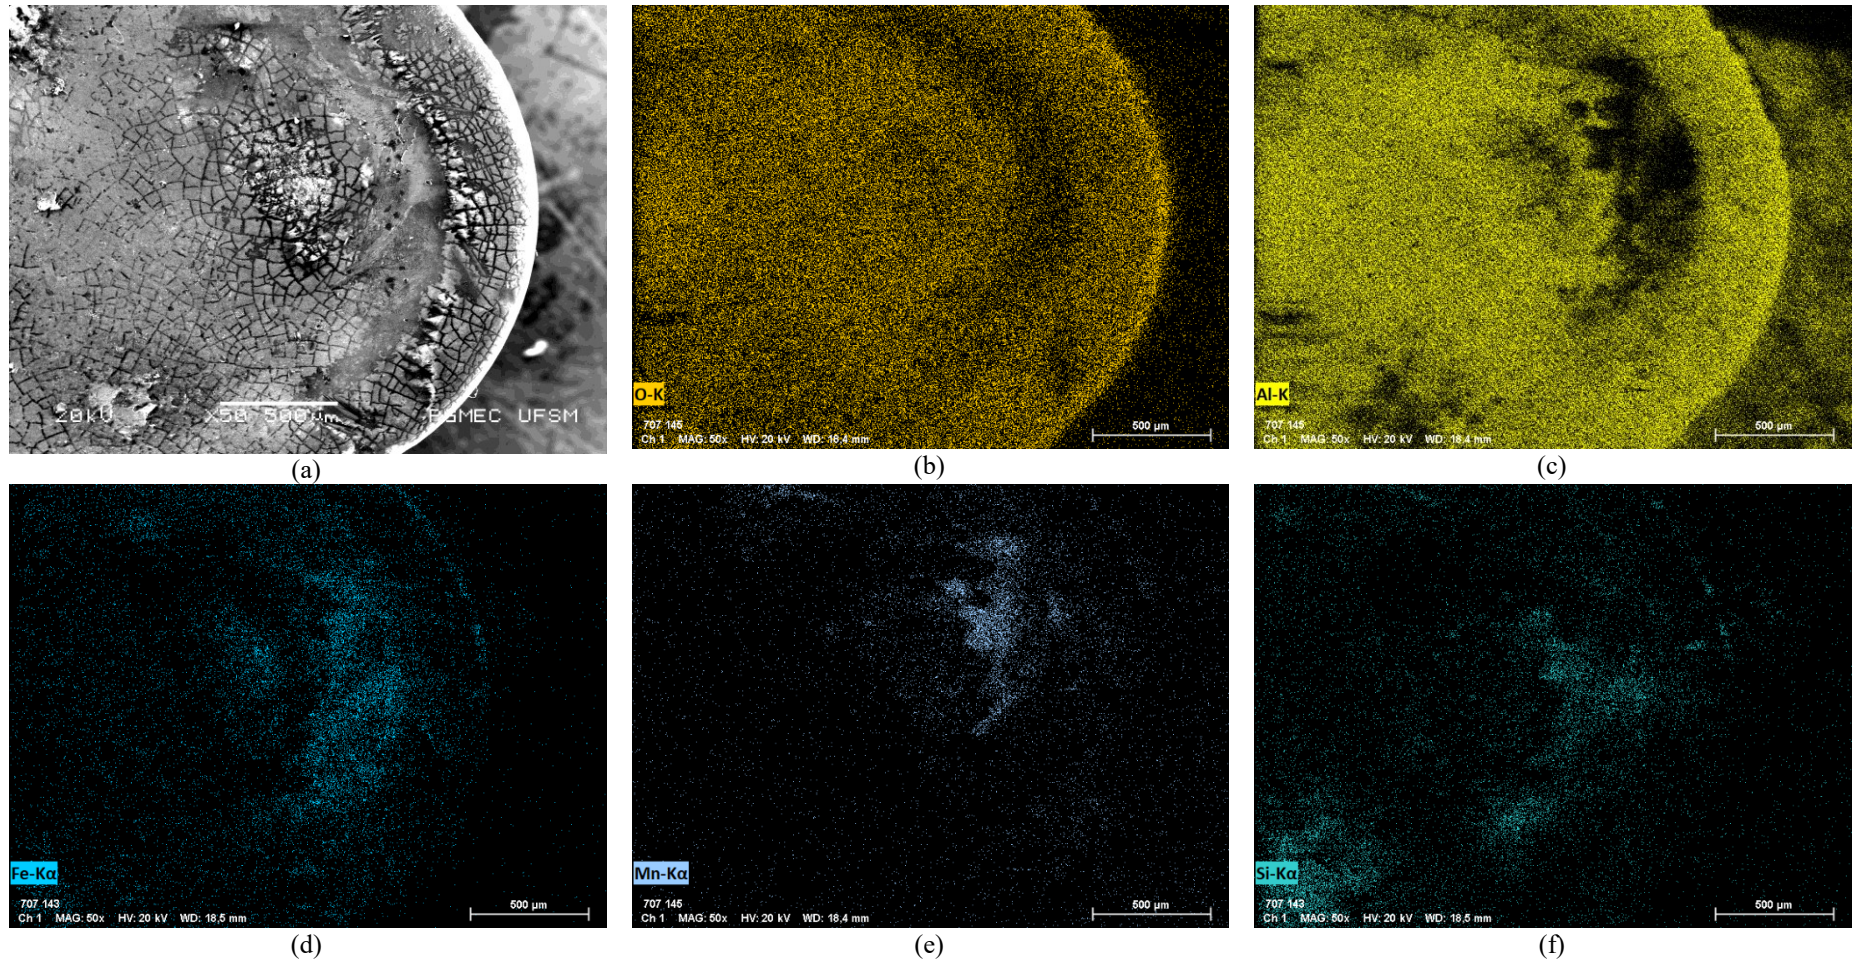 20kU X50 500µm PGMEC UFSM
(a)
O-K
707 145
Ch 1 MAG: 50x HV: 20 kV WD: 18,4 mm
500 µm
(b)
Al-K
707 145
Ch 1 MAG: 50x HV: 20 kV WD: 18,4 mm
500 µm
(c)
Fe-Kα
707 143
Ch 1 MAG: 50x HV: 20 kV WD: 18,5 mm
500 µm
(d)
Mn-Kα
707 145
Ch 1 MAG: 50x HV: 20 kV WD: 18,4 mm
500 µm
(e)
Si-Kα
707 143
Ch 1 MAG: 50x HV: 20 kV WD: 18,5 mm
500 µm
(f)